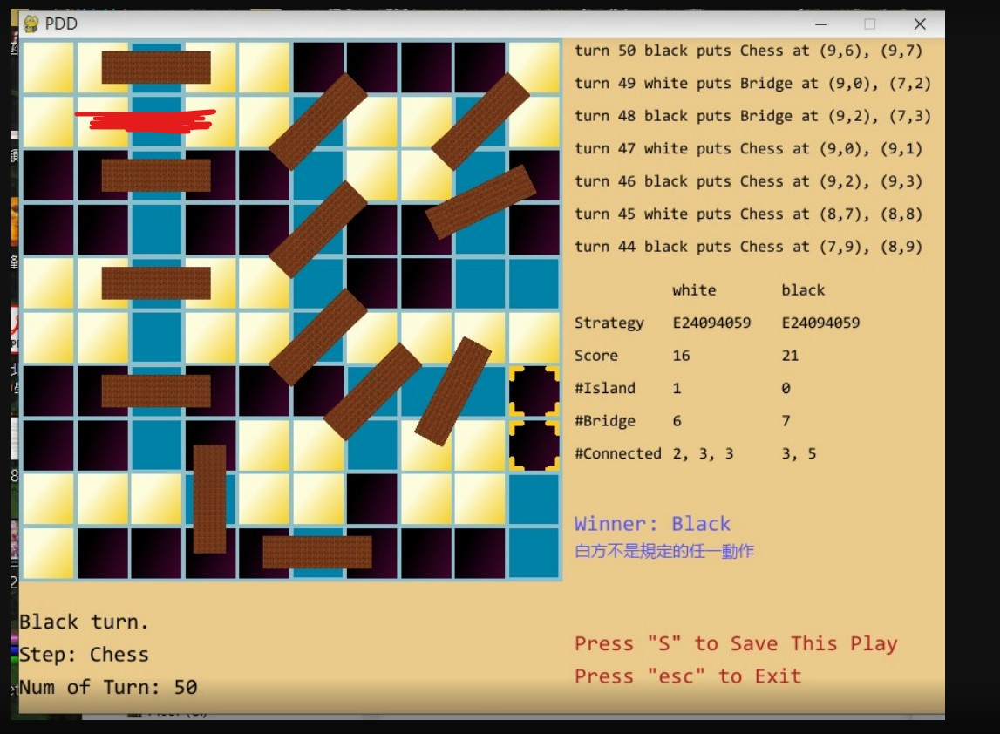 PDD
turn 50 black puts Chess at (9,6), (9,7)
turn 49 white puts Bridge at (9,0), (7,2)
turn 48 black puts Bridge at (9,2), (7,3)
turn 47 white puts Chess at (9,0), (9,1)
turn 46 black puts Chess at (9,2), (9,3)
turn 45 white puts Chess at (8,7), (8,8)
turn 44 black puts Chess at (7,9), (8,9)
white black
Strategy E24094059 E24094059
Score 16 21
#Island 1 0
#Bridge 6 7
#Connected 2, 3, 3 3, 5
Winner: Black
白方不是規定的任一動作
Black turn.
Step: Chess
Num of Turn: 50
Press "S" to Save This Play
Press "esc" to Exit